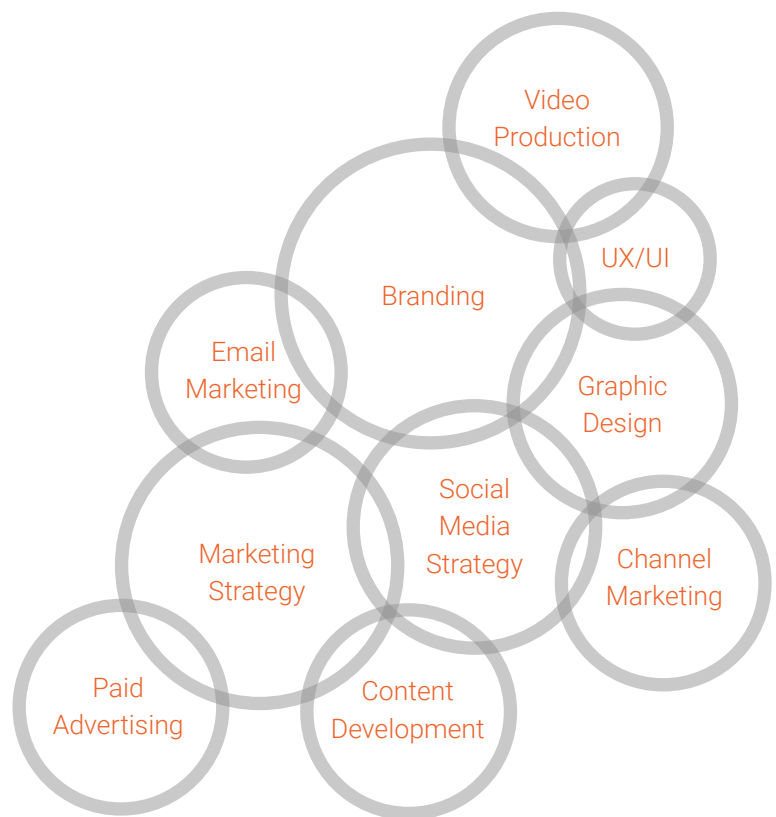 Video
Production
UX/UI
Branding
Email
Marketing
Graphic
Design
Social
Media
Strategy
Marketing
Strategy
Channel
Marketing
Paid
Advertising
Content
Development